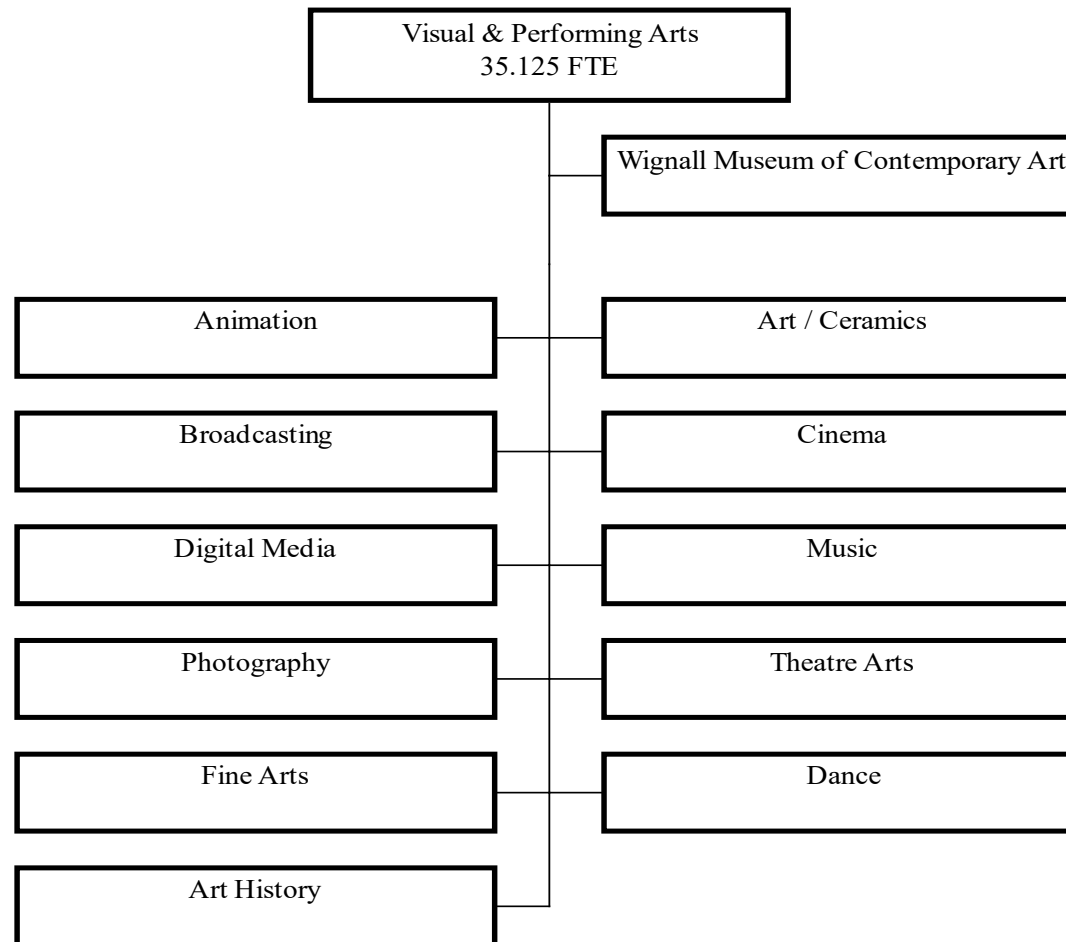 Visual & Performing Arts
35.125 FTE
Wignall Museum of Contemporary Art
Animation
Art / Ceramics
Broadcasting
Cinema
Digital Media
Music
Photography
Theatre Arts
Fine Arts
Dance
Art History